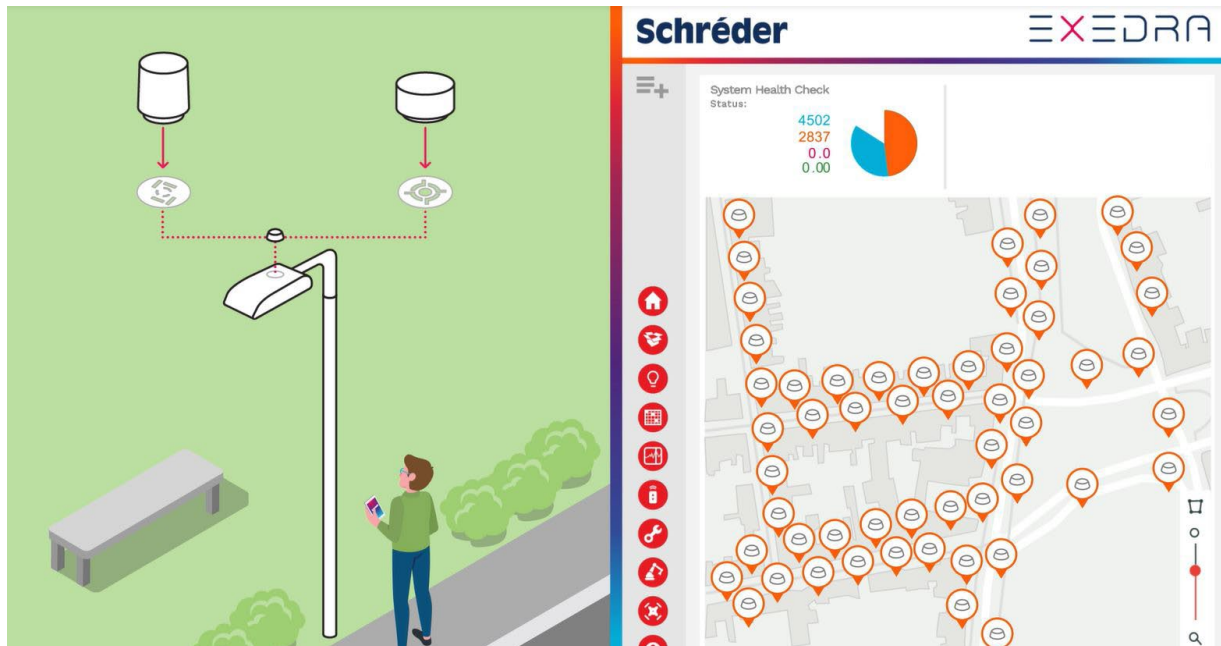 Schréder
EXEDRA
System Health Check
Status:
4502
2837
0.0
0.00